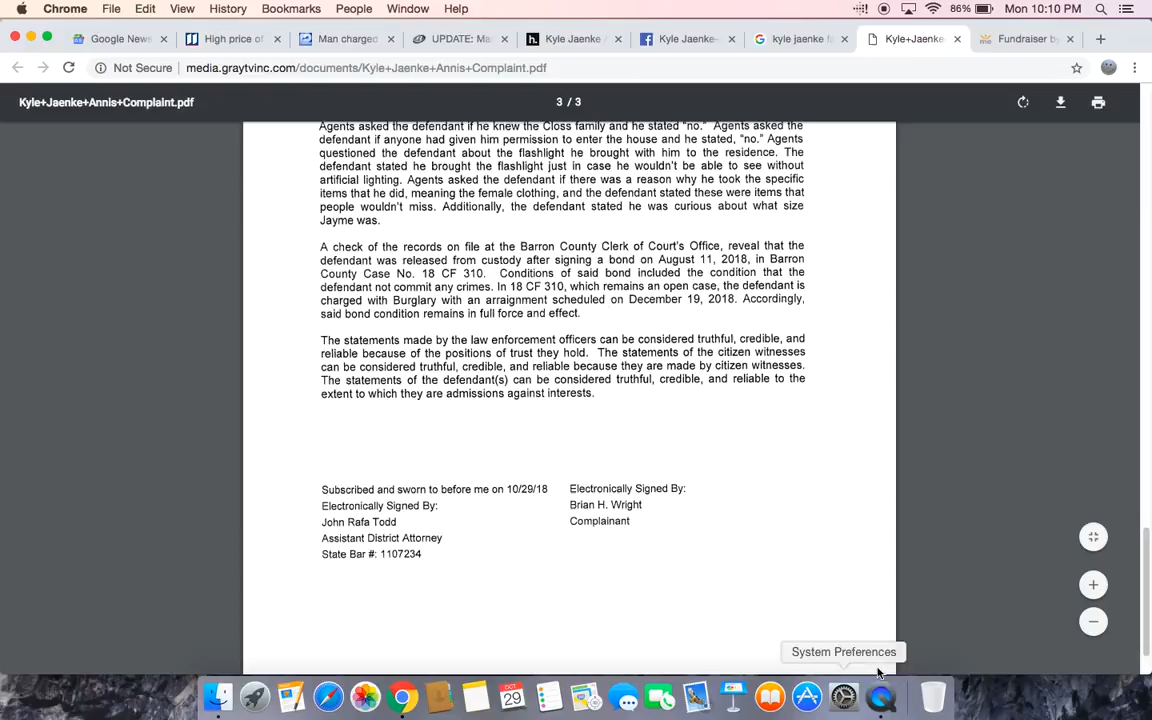 Chrome File Edit View History Bookmarks People Window Help 86% Mon 10:10 PM
Google News High price of Man charged UPDATE: Ma Kyle Jaenke Kyle Jaenke- kyle jaenke fa Kyle+Jaenke Fundraiser by
Not Secure media.graytvinc.com/documents/Kyle+Jaenke+Annis+Complaint.pdf
Kyle+Jaenke+Annis+Complaint.pdf 3 / 3
Agents asked the defendant if he knew the Closs family and he stated “no.” Agents asked the
defendant if anyone had given him permission to enter the house and he stated, “no.” Agents
questioned the defendant about the flashlight he brought with him to the residence. The
defendant stated he brought the flashlight just in case he wouldn't be able to see without
artificial lighting. Agents asked the defendant if there was a reason why he took the specific
items that he did, meaning the female clothing, and the defendant stated these were items that
people wouldn't miss. Additionally, the defendant stated he was curious about what size
Jayme was.
A check of the records on file at the Barron County Clerk of Court's Office, reveal that the
defendant was released from custody after signing a bond on August 11, 2018, in Barron
County Case No. 18 CF 310. Conditions of said bond included the condition that the
defendant not commit any crimes. In 18 CF 310, which remains an open case, the defendant is
charged with Burglary with an arraignment scheduled on December 19, 2018. Accordingly,
said bond condition remains in full force and effect.
The statements made by the law enforcement officers can be considered truthful, credible, and
reliable because of the positions of trust they hold. The statements of the citizen witnesses
can be considered truthful, credible, and reliable because they are made by citizen witnesses.
The statements of the defendant(s) can be considered truthful, credible, and reliable to the
extent to which they are admissions against interests.
Subscribed and sworn to before me on 10/29/18
Electronically Signed By:
John Rafa Todd
Assistant District Attorney
State Bar #: 1107234
Electronically Signed By:
Brian H. Wright
Complainant
System Preferences
OCT
29